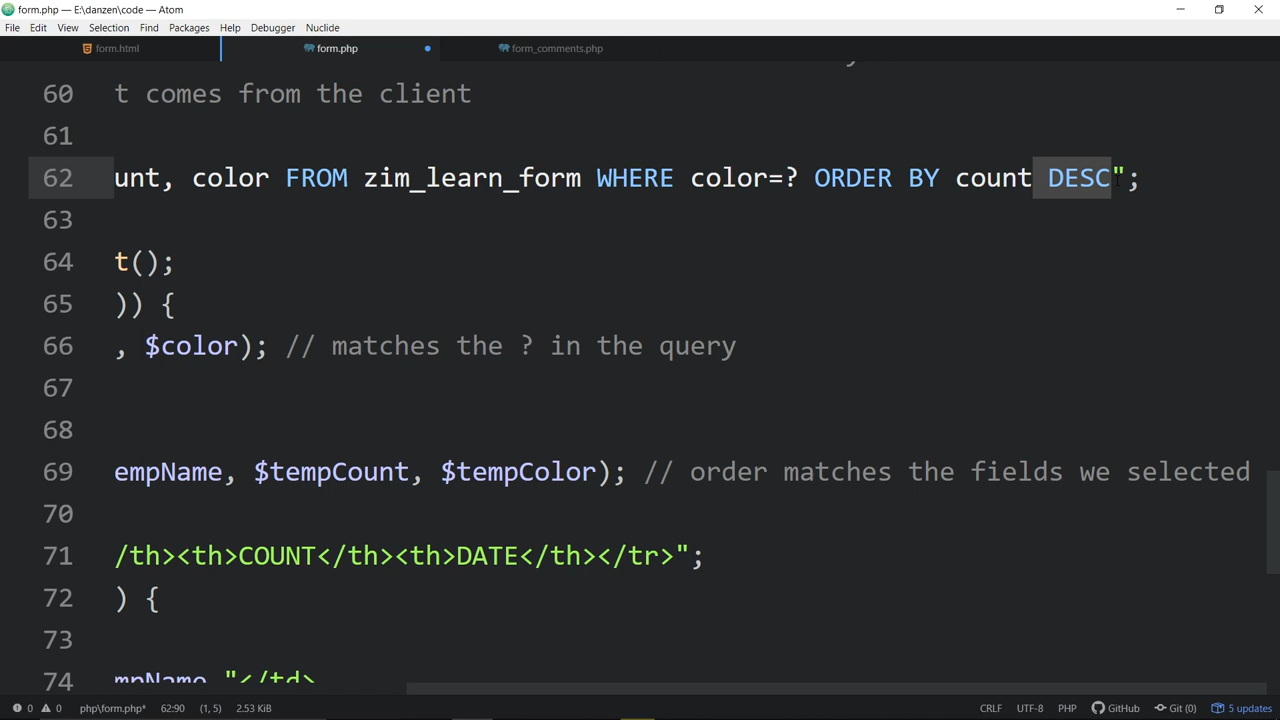 form.php — E:\danzen\code — Atom
File Edit View Selection Find Packages Help Debugger Nuclide
form.html form.php form_comments.php
60 t comes from the client
61
62 unt, color FROM zim_learn_form WHERE color=? ORDER BY count DESC";
63
64 t();
65 )) {
66 , $color); // matches the ? in the query
67
68
69 empName, $tempCount, $tempColor); // order matches the fields we selected
70
71 /th><th>COUNT</th><th>DATE</th></tr>";
72 ) {
73
74 mpName."</td>
0 0 php\form.php* 62:90 (1, 5) 2.53 KiB CRLF UTF-8 PHP GitHub Git (0) 5 updates